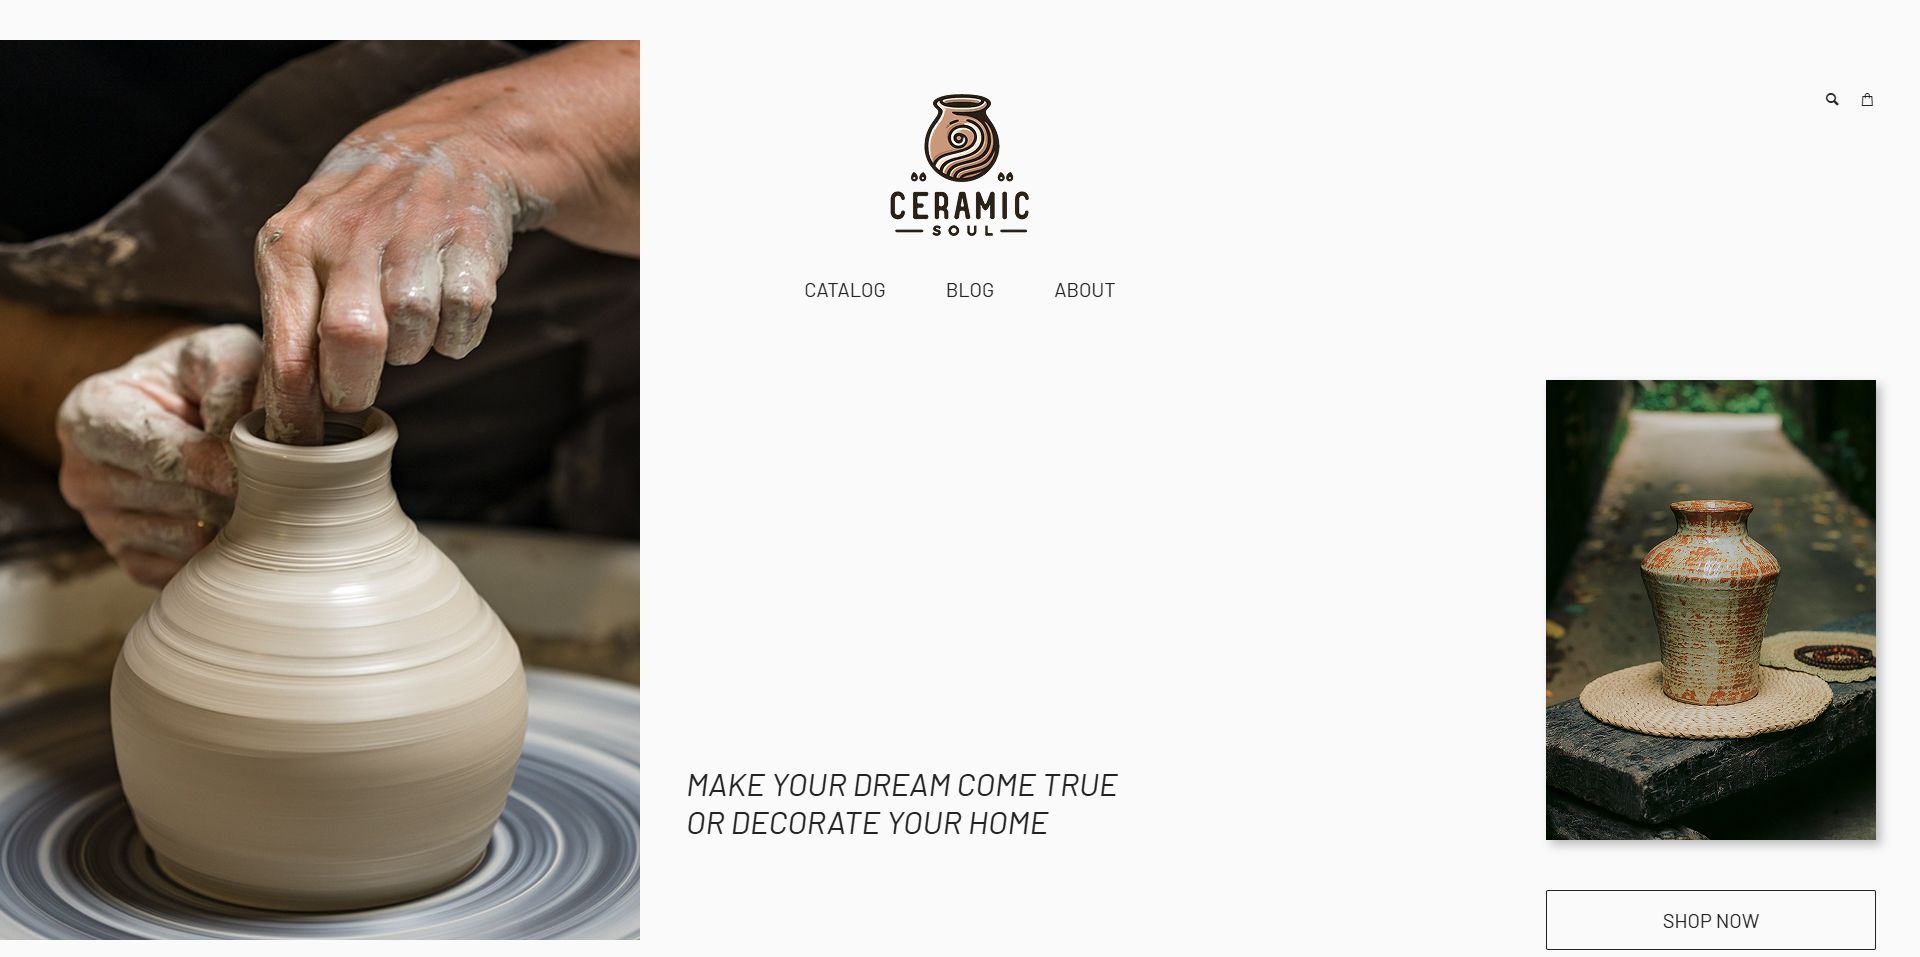 CERAMIC
SOUL
CATALOG
BLOG
ABOUT
MAKE YOUR DREAM COME TRUE
OR DECORATE YOUR HOME
SHOP NOW